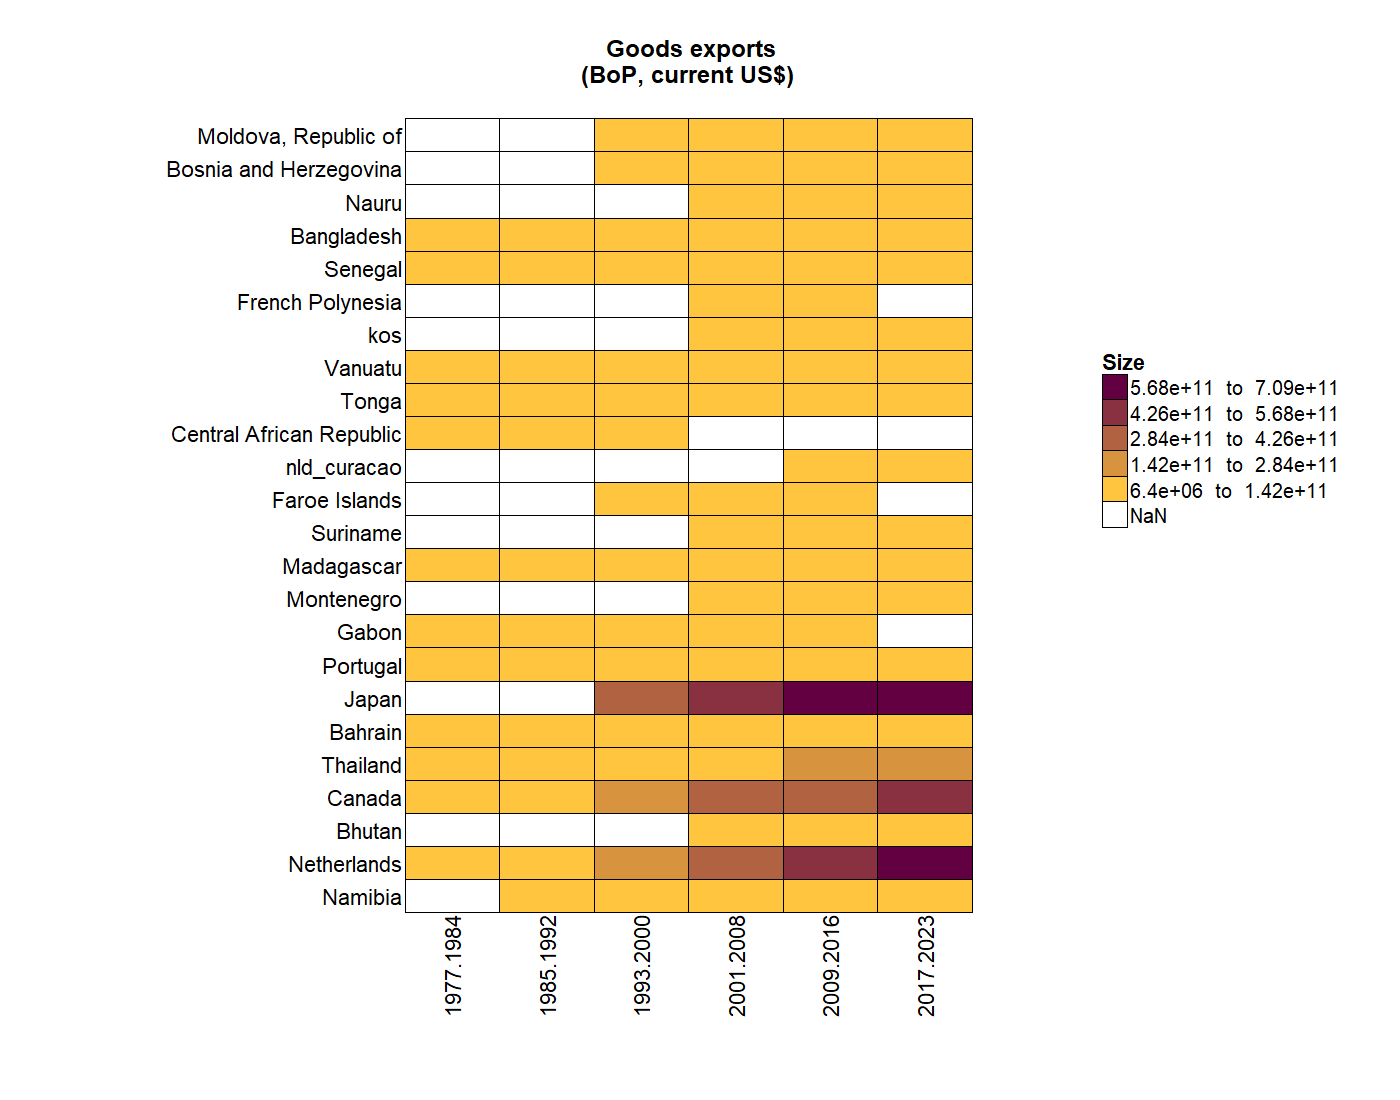 Goods exports
(BoP, current US$)
Moldova, Republic of
Bosnia and Herzegovina
Nauru
Bangladesh
Senegal
French Polynesia
kos
Vanuatu
Tonga
Central African Republic
nld_curacao
Faroe Islands
Suriname
Madagascar
Montenegro
Gabon
Portugal
Japan
Bahrain
Thailand
Canada
Bhutan
Netherlands
Namibia
1977.1984
1985.1992
1993.2000
2001.2008
2009.2016
2017.2023
Size
5.68e+11 to 7.09e+11
4.26e+11 to 5.68e+11
2.84e+11 to 4.26e+11
1.42e+11 to 2.84e+11
6.4e+06 to 1.42e+11
NaN